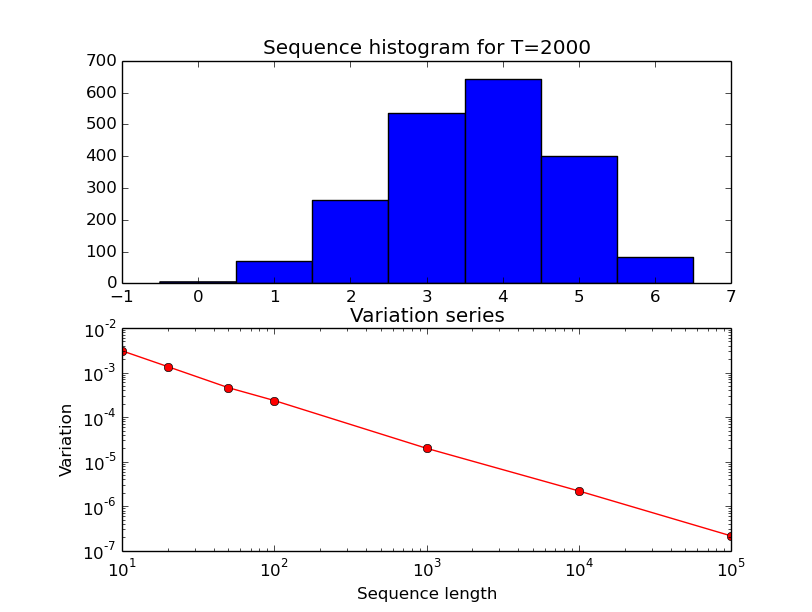 Sequence histogram for T=2000
700
600
500
400
300
200
100
0
−1 0 1 2 3 4 5 6 7
Variation series
10^-2
10^-3
10^-4
10^-5
10^-6
10^-7
Variation
10^1 10^2 10^3 10^4 10^5
Sequence length